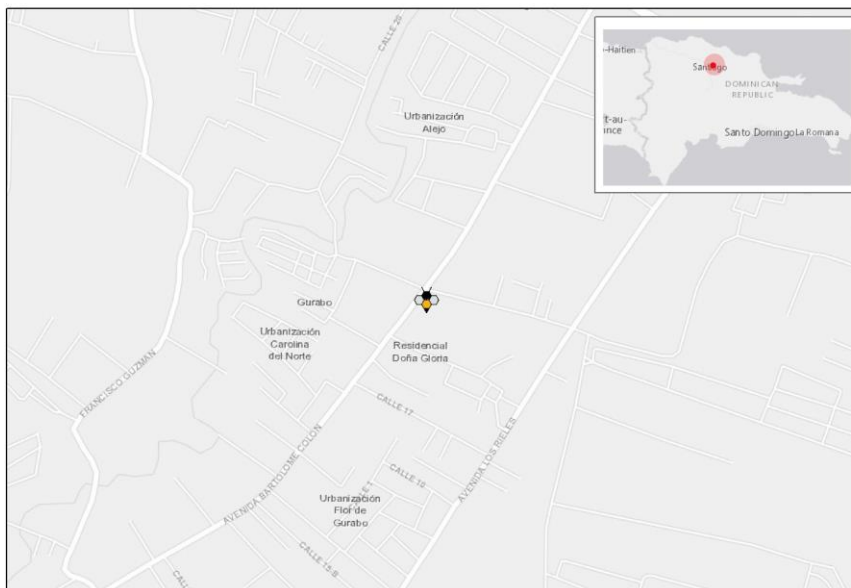 CALLE 20
Urbanización
Alejo
Gurabo
Urbanización
Carolina
del Norte
Residencial
Doña Gloria
FRANCISCO GUZMAN
CALLE 17
AVENIDA BARTOLOME COLON
AVENIDA LOS RIELES
CALLE 1
CALLE 10
Urbanización
Flor de
Gurabo
CALLE 15-B
-Haitien
Santiago
DOMINICAN
REPUBLIC
t-au-
ince
Santo Domingo
La Romana